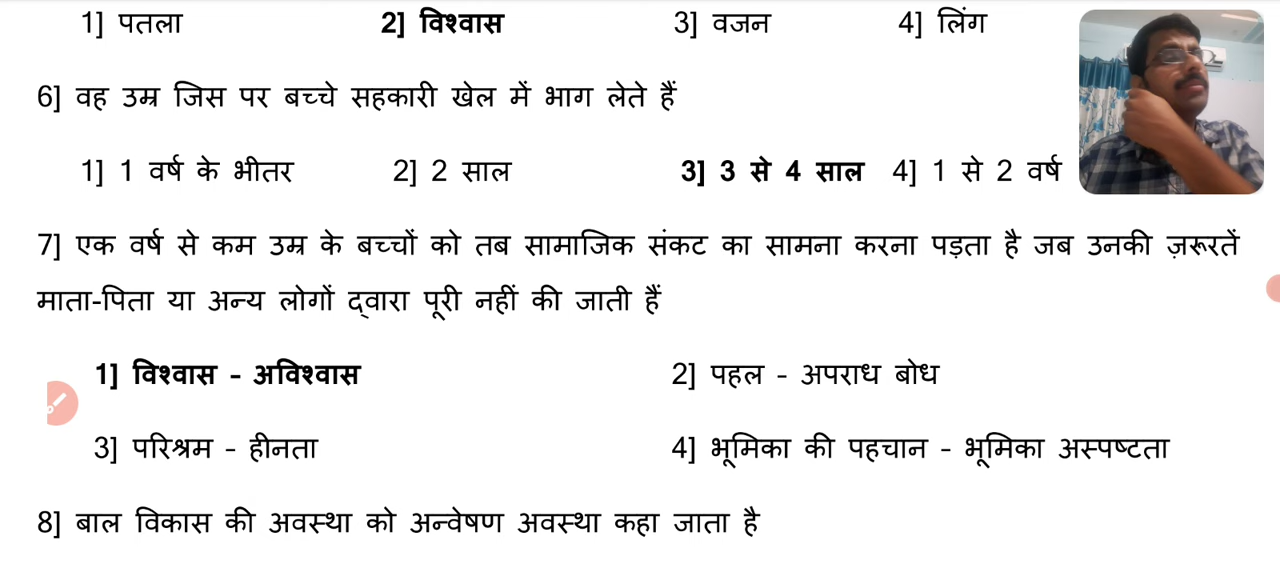 1] पतला 2] विश्वास 3] वजन 4] लिंग
6] वह उम्र जिस पर बच्चे सहकारी खेल में भाग लेते हैं
1] 1 वर्ष के भीतर 2] 2 साल 3] 3 से 4 साल 4] 1 से 2 वर्ष
7] एक वर्ष से कम उम्र के बच्चों को तब सामाजिक संकट का सामना करना पड़ता है जब उनकी ज़रूरतें
माता-पिता या अन्य लोगों द्वारा पूरी नहीं की जाती हैं
1] विश्वास - अविश्वास 2] पहल - अपराध बोध
3] परिश्रम - हीनता 4] भूमिका की पहचान - भूमिका अस्पष्टता
8] बाल विकास की अवस्था को अन्वेषण अवस्था कहा जाता है